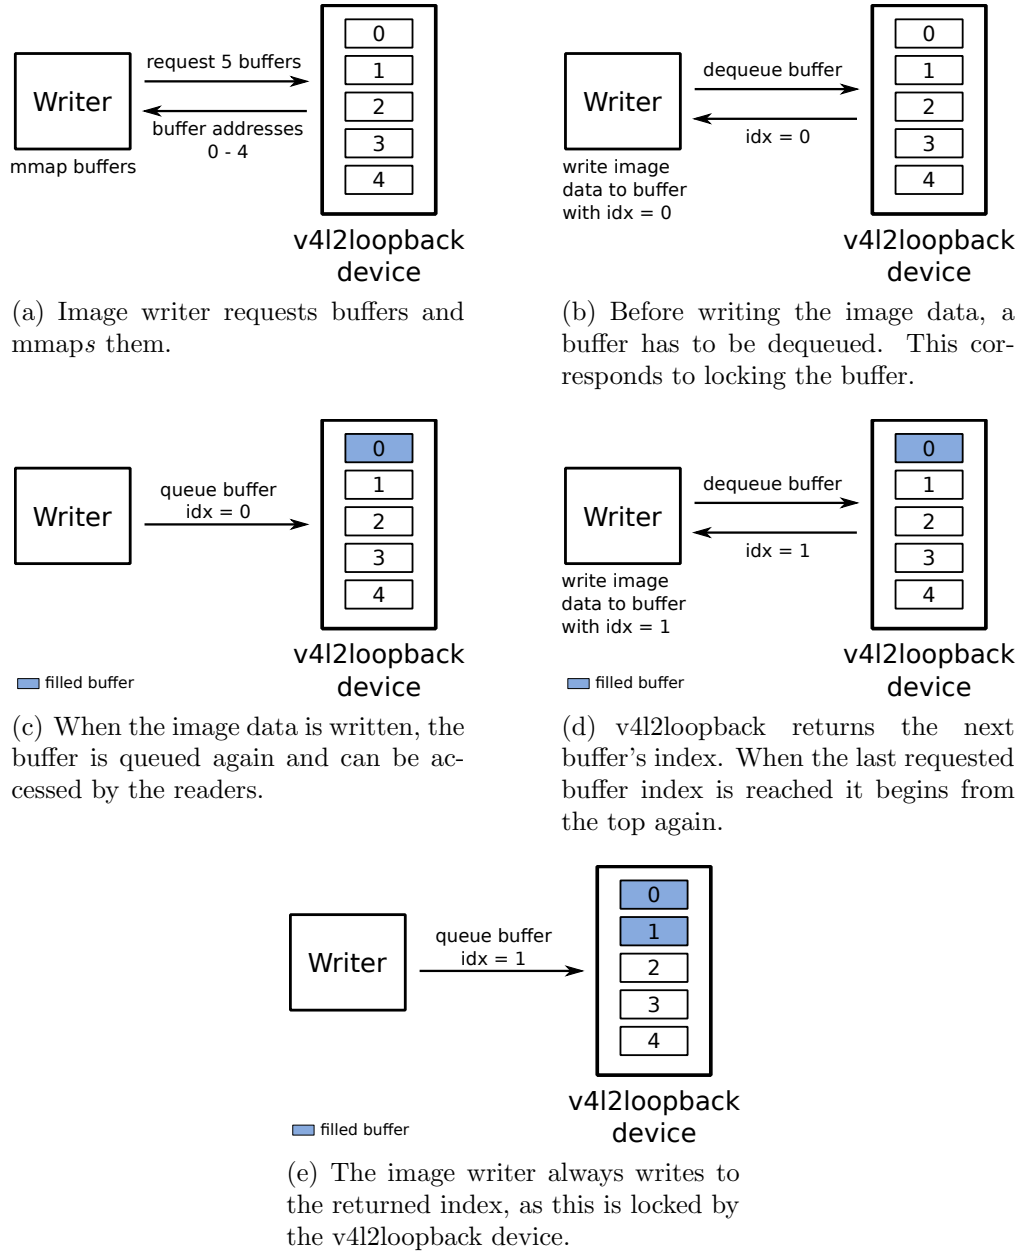 0
1
2
3
4
Writer
request 5 buffers
buffer addresses
0 - 4
mmap buffers
v4l2loopback
device
(a) Image writer requests buffers and
mmaps them.
0
1
2
3
4
Writer
dequeue buffer
idx = 0
write image
data to buffer
with idx = 0
v4l2loopback
device
(b) Before writing the image data, a
buffer has to be dequeued. This cor-
responds to locking the buffer.
0
1
2
3
4
Writer
queue buffer
idx = 0
v4l2loopback
device
filled buffer
(c) When the image data is written, the
buffer is queued again and can be ac-
cessed by the readers.
0
1
2
3
4
Writer
dequeue buffer
idx = 1
write image
data to buffer
with idx = 1
v4l2loopback
device
filled buffer
(d) v4l2loopback returns the next
buffer's index. When the last requested
buffer index is reached it begins from
the top again.
0
1
2
3
4
Writer
queue buffer
idx = 1
v4l2loopback
device
filled buffer
(e) The image writer always writes to
the returned index, as this is locked by
the v4l2loopback device.